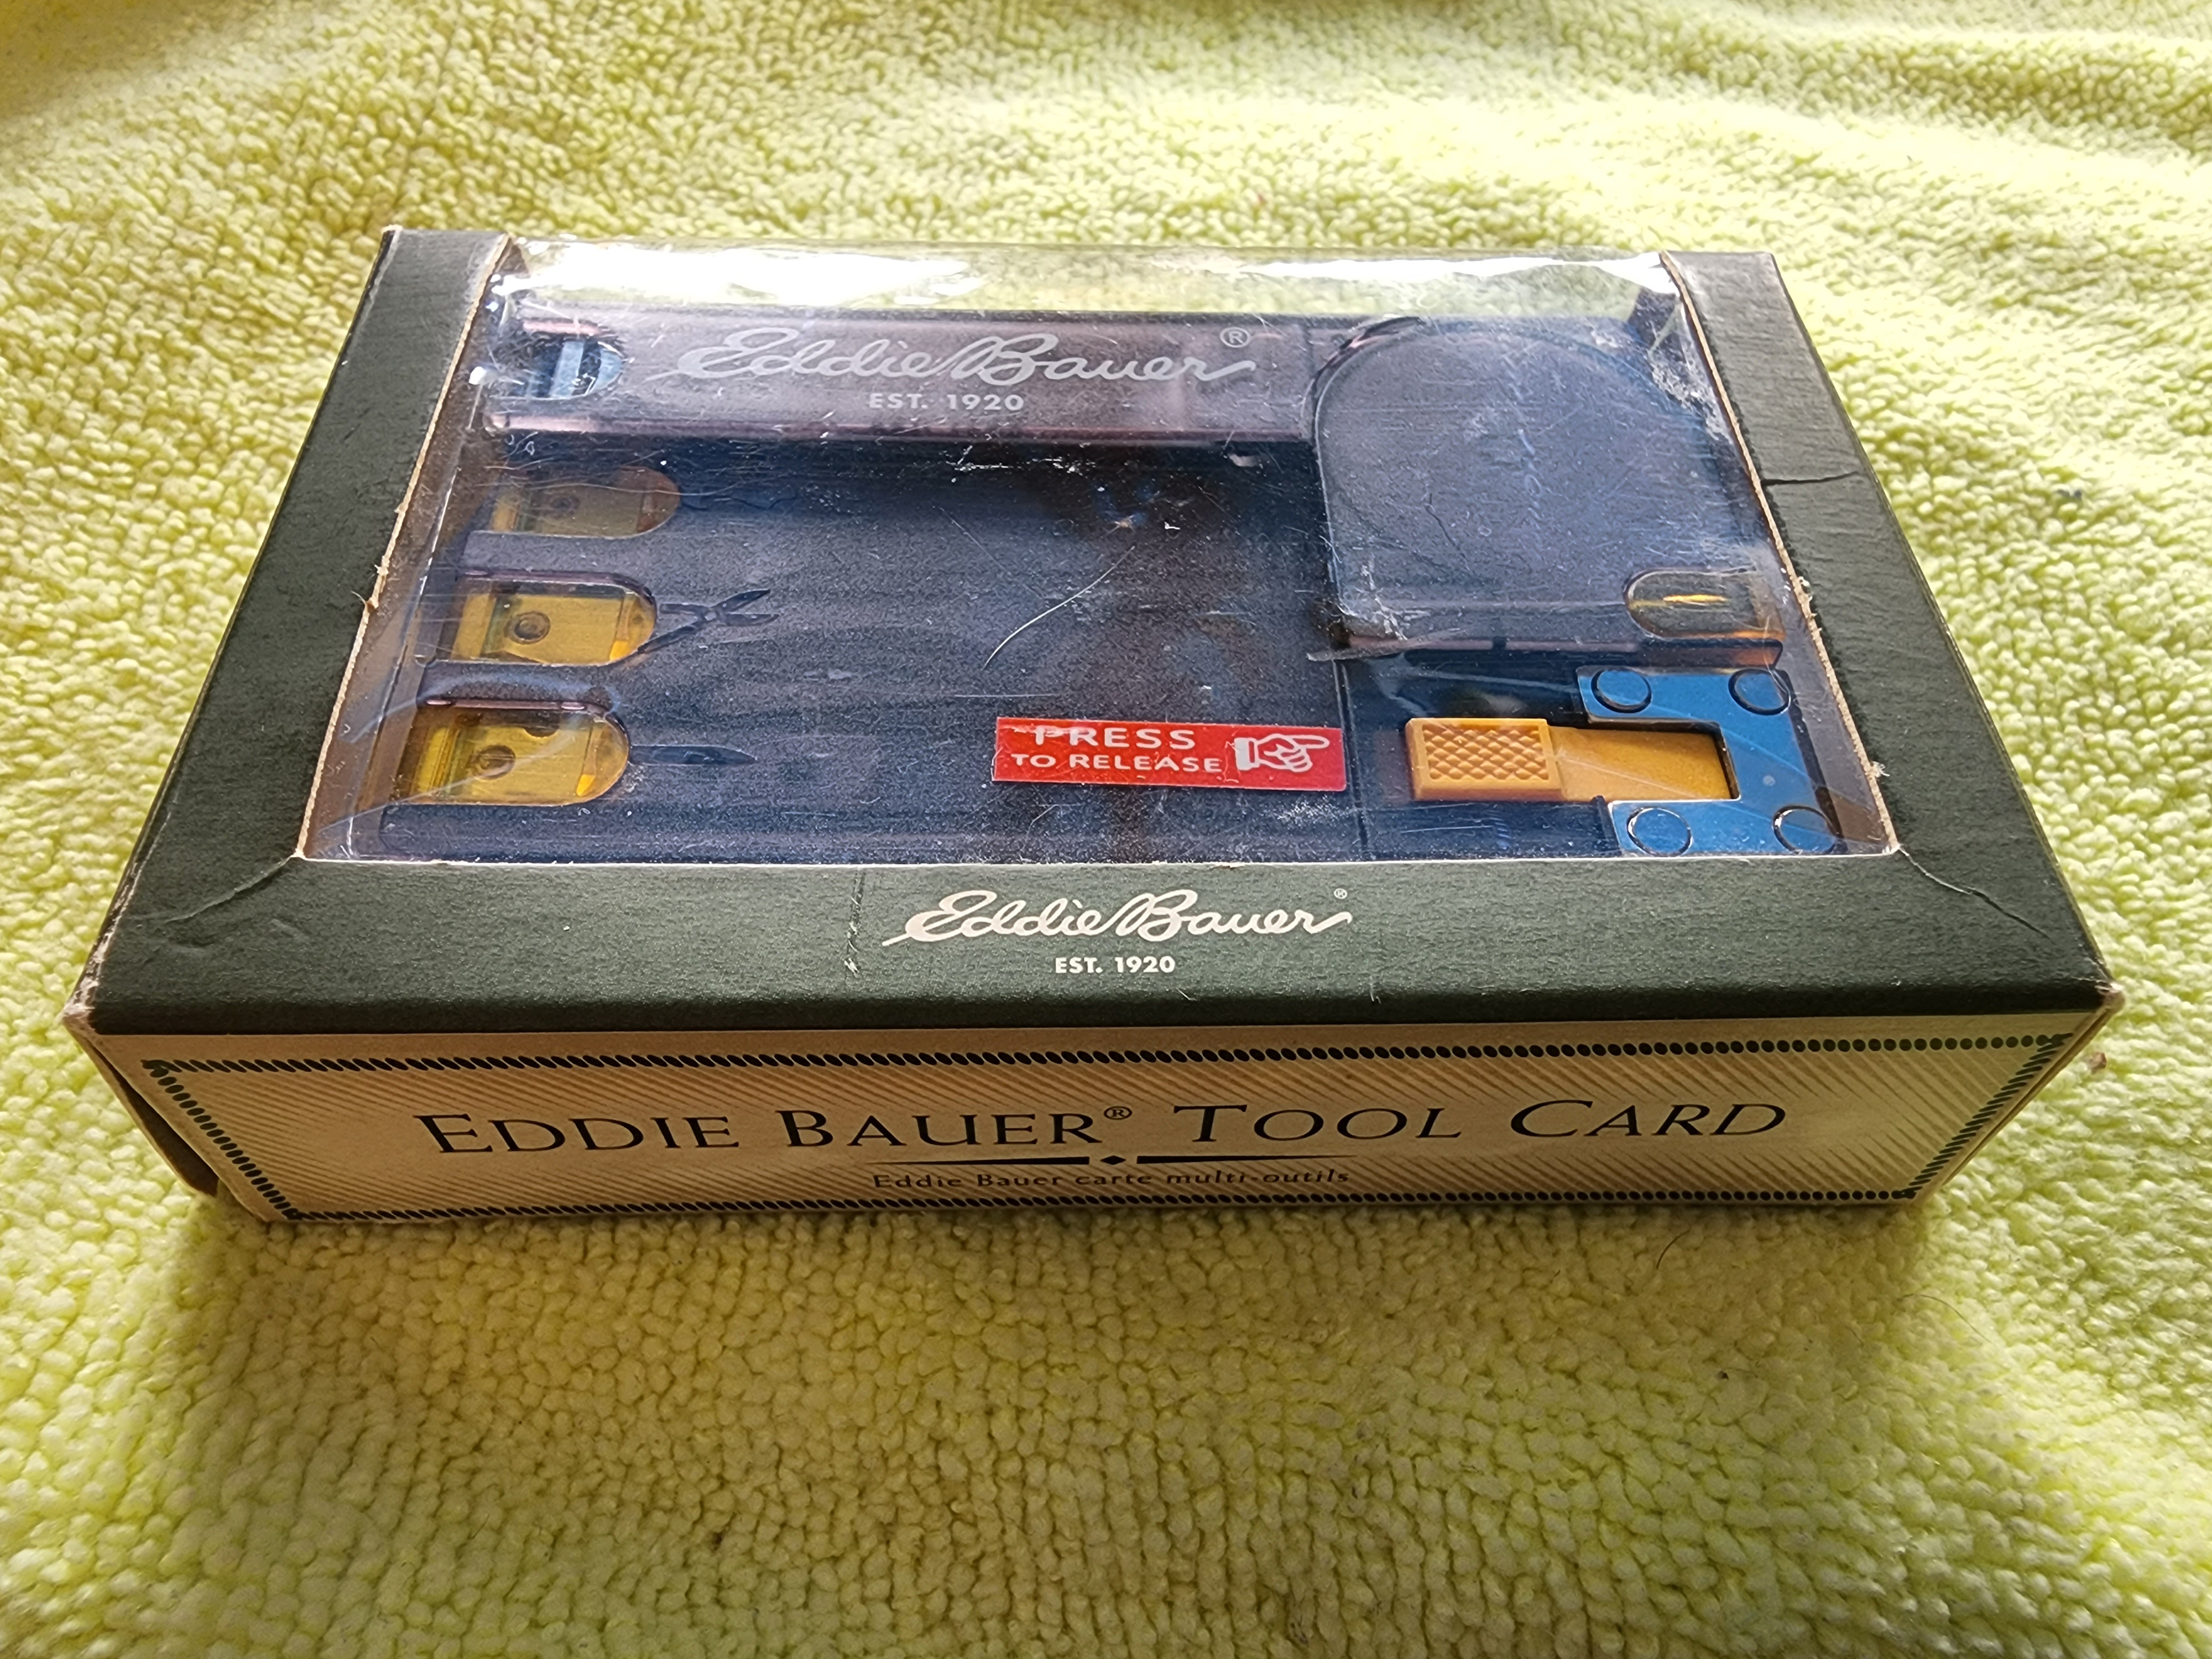 Eddie Bauer®
EST. 1920
PRESS
TO RELEASE
Eddie Bauer®
EST. 1920
EDDIE BAUER® TOOL CARD
Eddie Bauer carte multi-outils